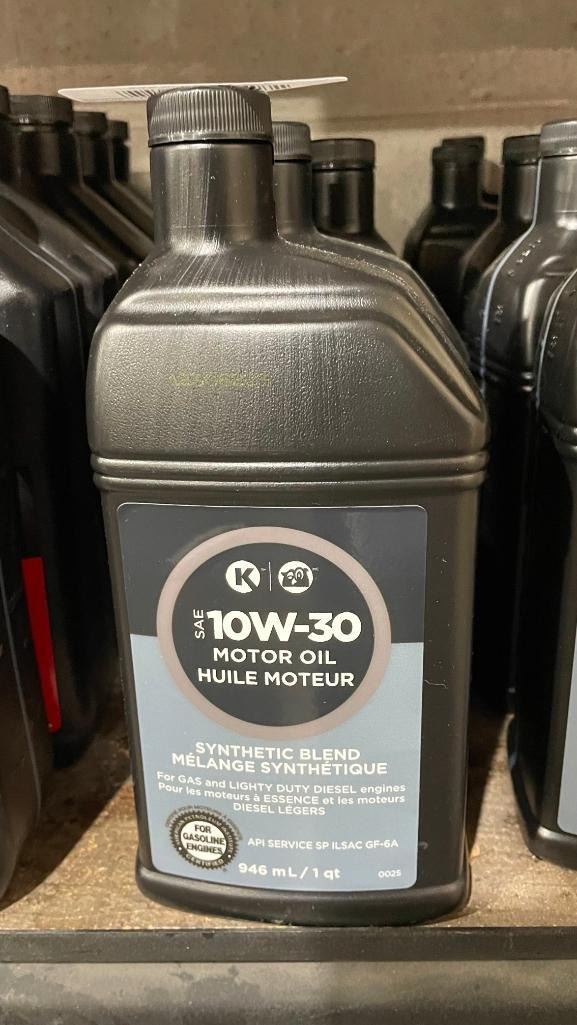 K
SAE 10W-30
MOTOR OIL
HUILE MOTEUR
SYNTHETIC BLEND
MÉLANGE SYNTHÉTIQUE
For GAS and LIGHTY DUTY DIESEL engines
Pour les moteurs à ESSENCE et les moteurs
DIESEL LÉGERS
FOR
GASOLINE
ENGINES
CERTIFIED
API SERVICE SP ILSAC GF-6A
946 mL / 1 qt
0025